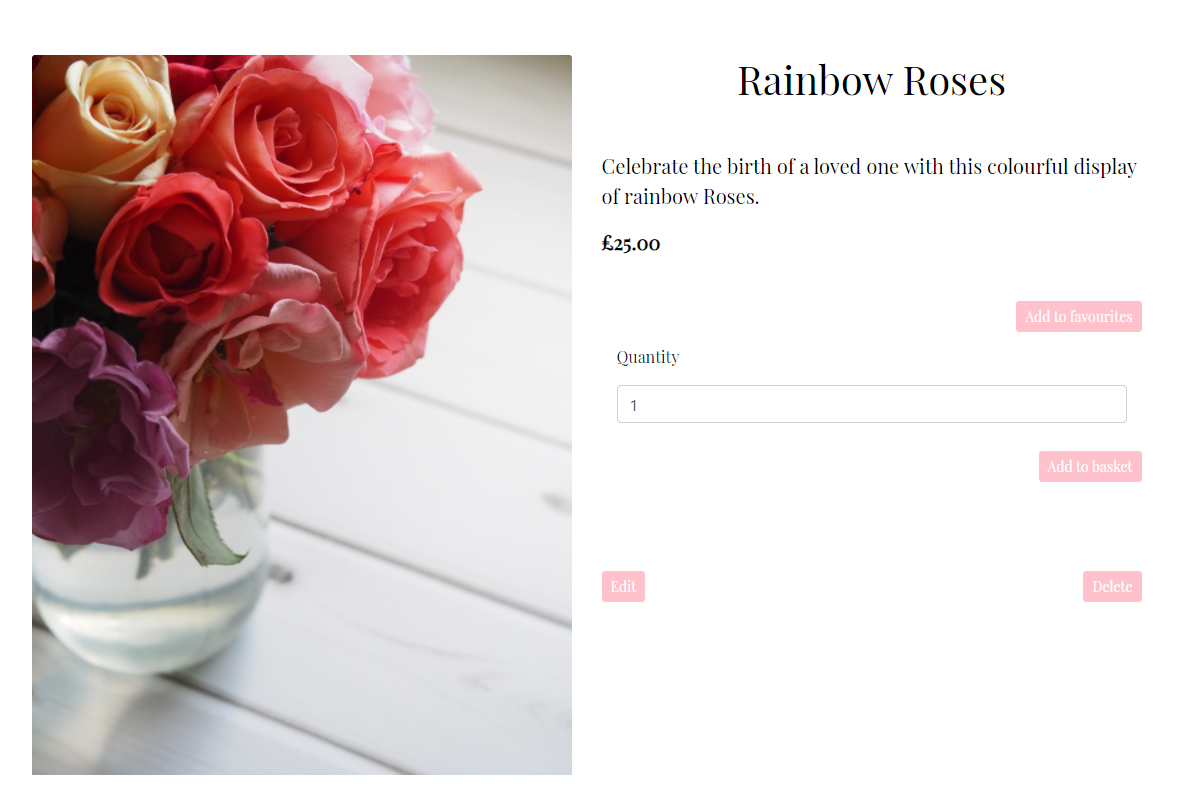 Rainbow Roses
Celebrate the birth of a loved one with this colourful display
of rainbow Roses.
£25.00
Add to favourites
Quantity
1
Add to basket
Edit
Delete